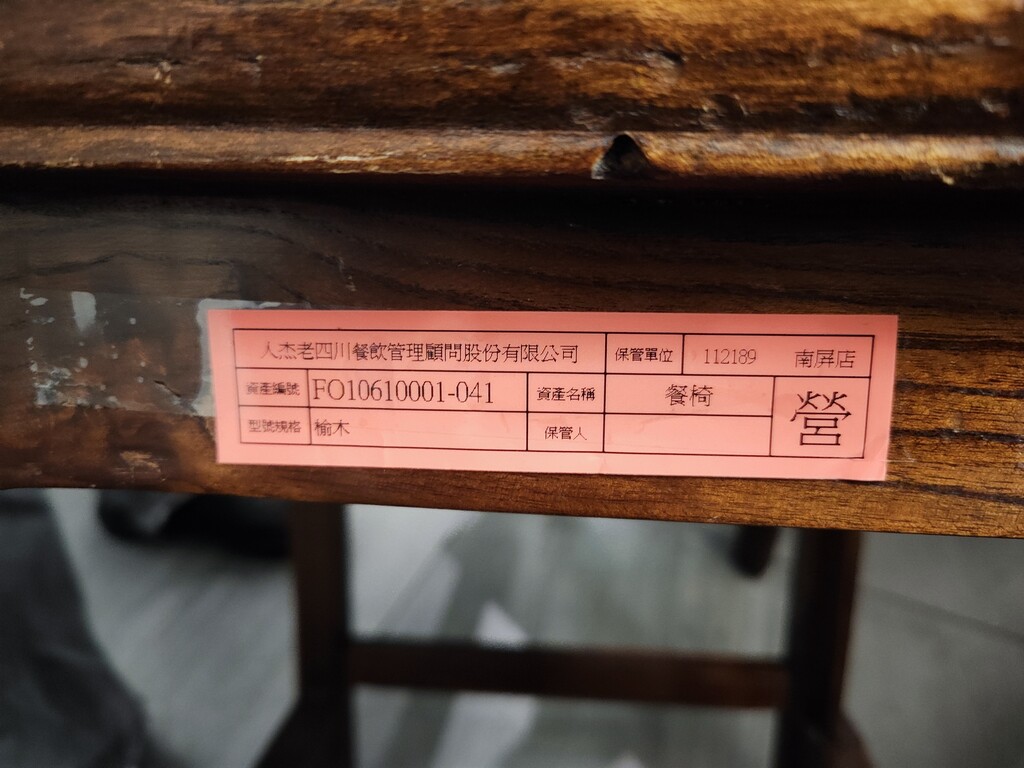 人杰老四川餐飲管理顧問股份有限公司 保管單位 112189 南屏店
資產編號 FO10610001-041 資產名稱 餐椅 營
型號規格 榆木 保管人